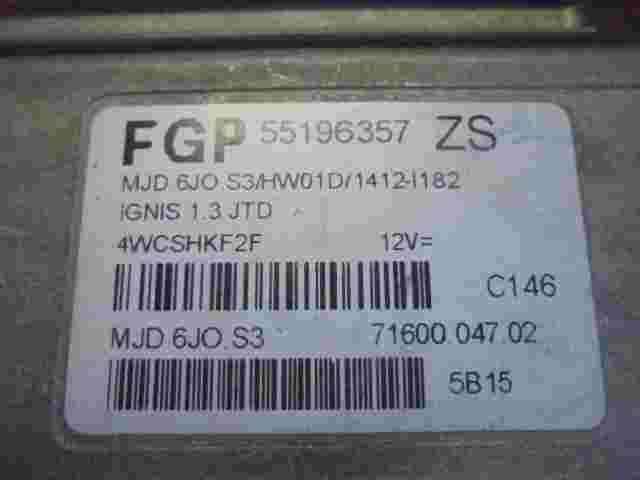 FGP 55196357 ZS
MJD 6JO S3/HW01D/1412-I182
IGNIS 1.3 JTD
4WCSHKF2F 12V=
C146
MJD 6JO.S3 71600.047.02
5B15